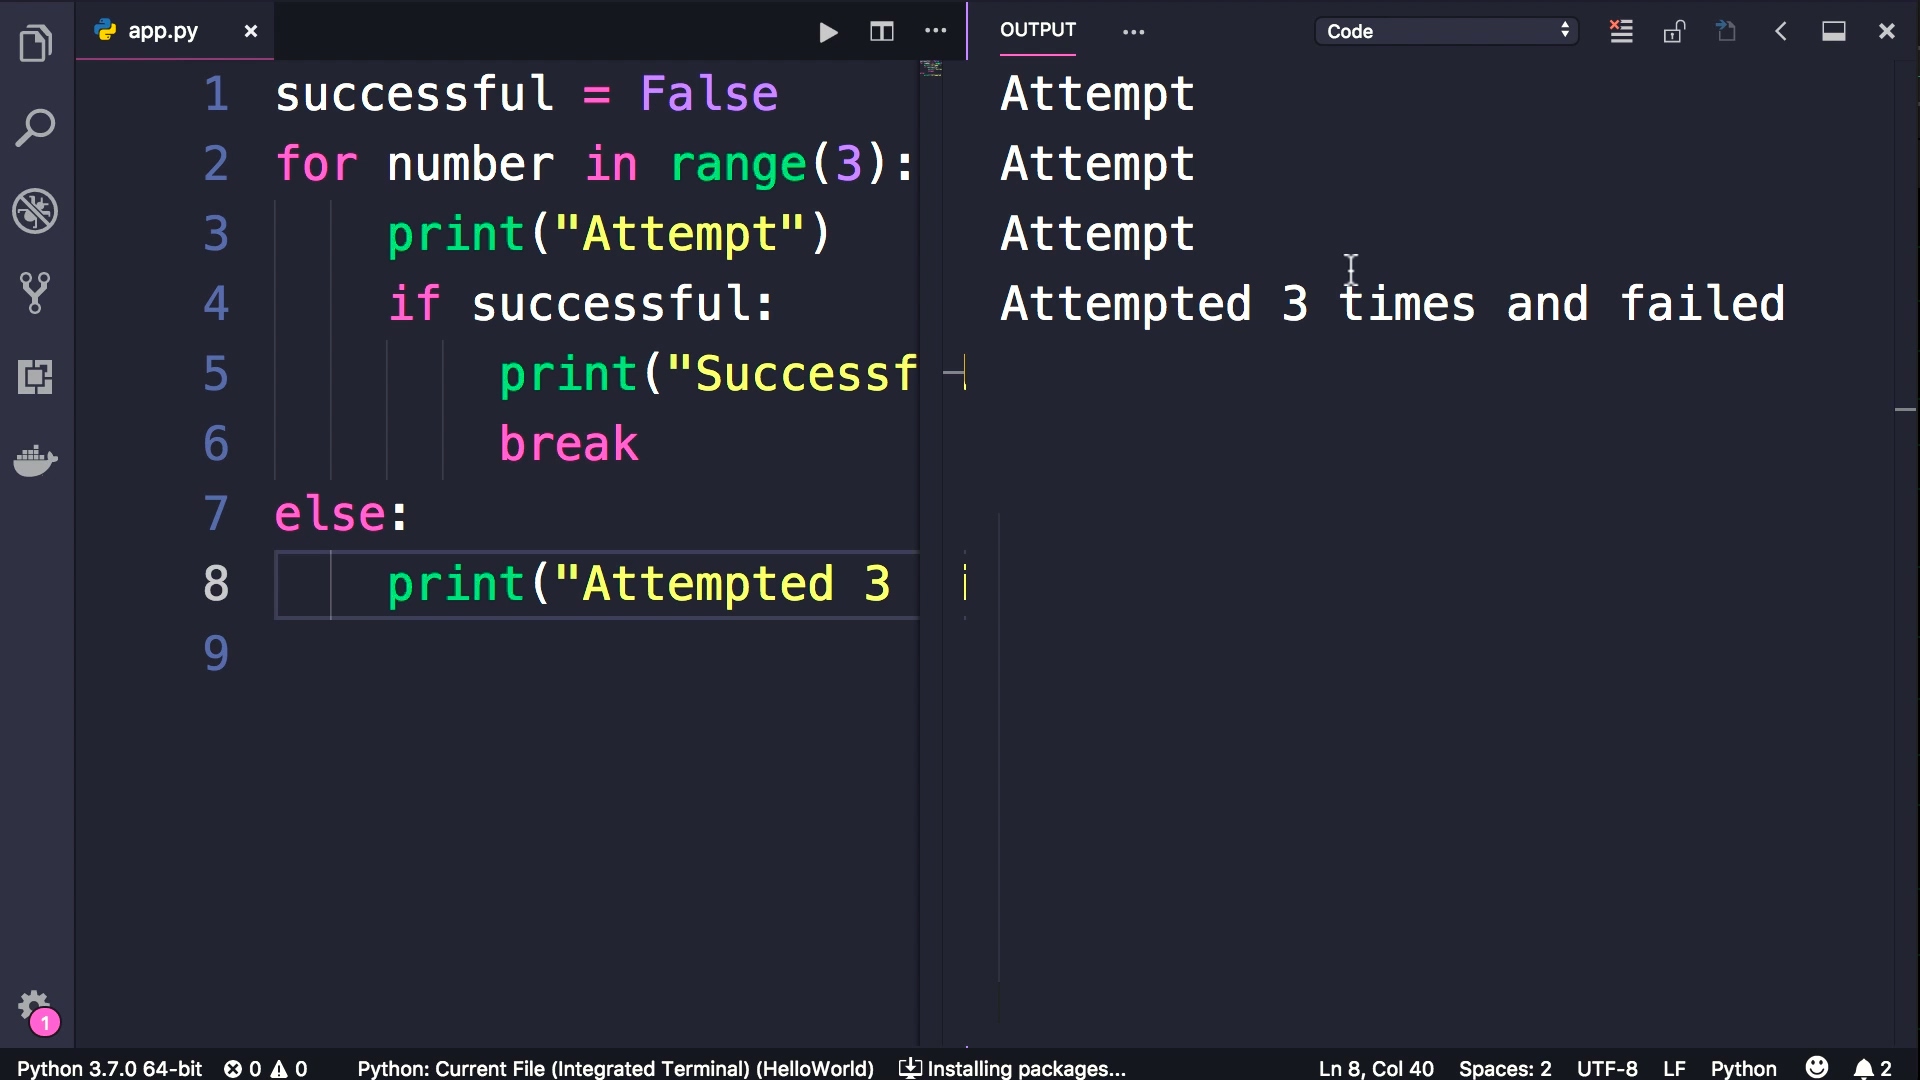 app.py
OUTPUT
Code
1 successful = False
2 for number in range(3):
3 print("Attempt")
4 if successful:
5 print("Successf
6 break
7 else:
8 print("Attempted 3
9
Attempt
Attempt
Attempt
Attempted 3 times and failed
1
Python 3.7.0 64-bit 0 0 Python: Current File (Integrated Terminal) (HelloWorld) Installing packages... Ln 8, Col 40 Spaces: 2 UTF-8 LF Python 2